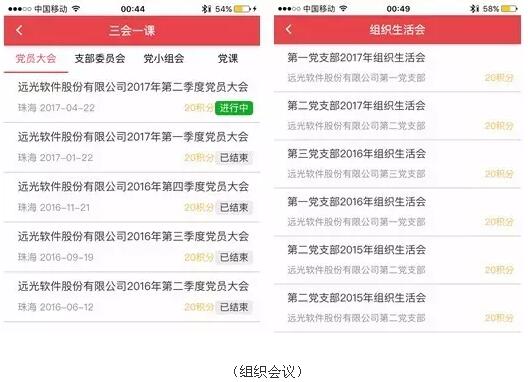 中国移动 00:44 54%
三会一课
党员大会 支部委员会 党小组会 党课
远光软件股份有限公司2017年第二季度党员大会
珠海 2017-04-22 20积分 进行中
远光软件股份有限公司2017年第一季度党员大会
珠海 2017-01-22 20积分 已结束
远光软件股份有限公司2016年第四季度党员大会
珠海 2016-11-21 20积分 已结束
远光软件股份有限公司2016年第三季度党员大会
珠海 2016-09-19 20积分 已结束
远光软件股份有限公司2016年第二季度党员大会
珠海 2016-06-12 20积分 已结束
中国移动 00:49 58%
组织生活会
第一党支部2017年组织生活会
远光软件股份有限公司第一党支部 20积分
第二党支部2017年组织生活会
远光软件股份有限公司第二党支部 20积分
第三党支部2016年组织生活会
远光软件股份有限公司第三党支部 20积分
第一党支部2016年组织生活会
远光软件股份有限公司第一党支部 20积分
第二党支部2015年组织生活会
远光软件股份有限公司第二党支部 20积分
第二党支部2015年组织生活会
远光软件股份有限公司第二党支部 20积分
（组织会议）